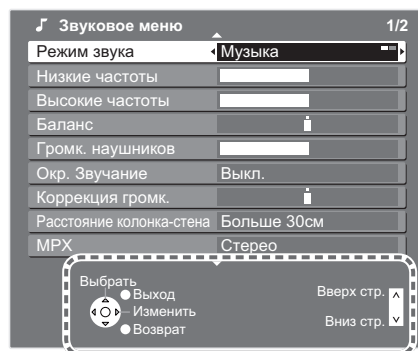 Звуковое меню 1/2
Режим звука Музыка
Низкие частоты
Высокие частоты
Баланс
Громк. наушников
Окр. Звучание Выкл.
Коррекция громк.
Расстояние колонка-стена Больше 30см
MPX Стерео
Выбрать
Выход
Изменить
Возврат
Вверх стр.
Вниз стр.